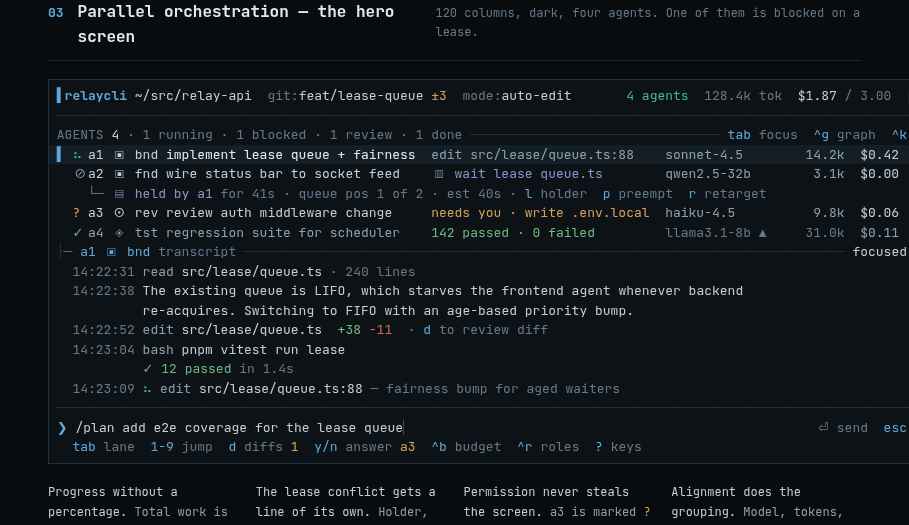 03 Parallel orchestration — the hero screen
120 columns, dark, four agents. One of them is blocked on a lease.
relaycli ~/src/relay-api git:feat/lease-queue ±3 mode:auto-edit 4 agents 128.4k tok $1.87 / 3.00
AGENTS 4 · 1 running · 1 blocked · 1 review · 1 done tab focus ^g graph ^k
a1 ▣ bnd implement lease queue + fairness edit src/lease/queue.ts:88 sonnet-4.5 14.2k $0.42
⊘ a2 ▣ fnd wire status bar to socket feed ▥ wait lease queue.ts qwen2.5-32b 3.1k $0.00
└─ ▤ held by a1 for 41s · queue pos 1 of 2 · est 40s · l holder p preempt r retarget
? a3 ⊙ rev review auth middleware change needs you · write .env.local haiku-4.5 9.8k $0.06
✓ a4 ◈ tst regression suite for scheduler 142 passed · 0 failed llama3.1-8b ▲ 31.0k $0.11
├─ a1 ▣ bnd transcript focused
14:22:31 read src/lease/queue.ts · 240 lines
14:22:38 The existing queue is LIFO, which starves the frontend agent whenever backend
re-acquires. Switching to FIFO with an age-based priority bump.
14:22:52 edit src/lease/queue.ts +38 -11 · d to review diff
14:23:04 bash pnpm vitest run lease
✓ 12 passed in 1.4s
14:23:09 edit src/lease/queue.ts:88 — fairness bump for aged waiters
❯ /plan add e2e coverage for the lease queue ⏎ send esc
tab lane 1-9 jump d diffs 1 y/n answer a3 ^b budget ^r roles ? keys
Progress without a
percentage. Total work is
The lease conflict gets a
line of its own. Holder,
Permission never steals
the screen. a3 is marked ?
Alignment does the
grouping. Model, tokens,